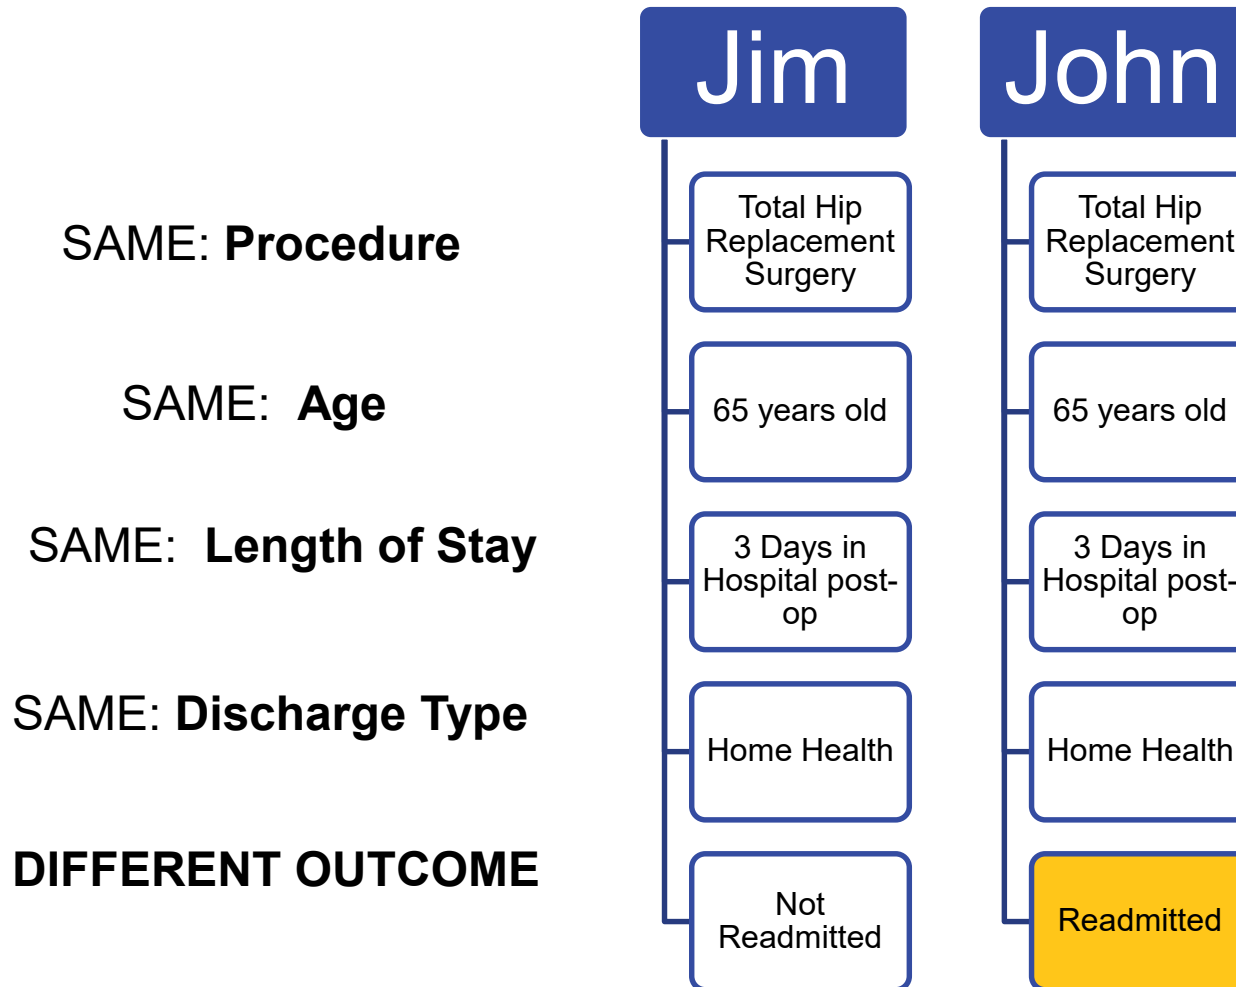 Jim
John
SAME: Procedure
Total Hip
Replacement
Surgery
Total Hip
Replacement
Surgery
SAME:  Age
65 years old
65 years old
SAME:  Length of Stay
3 Days in
Hospital post-
op
3 Days in
Hospital post-
op
SAME: Discharge Type
Home Health
Home Health
DIFFERENT OUTCOME
Not
Readmitted
Readmitted